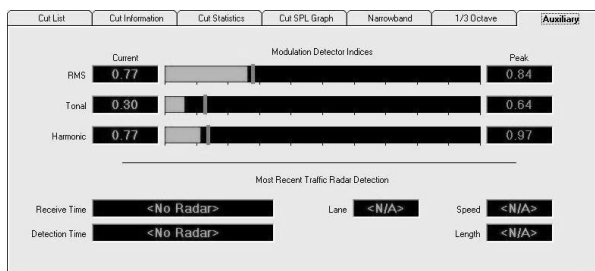 Cut List Cut Information Cut Statistics Cut SPL Graph Narrowband 1/3 Octave Auxiliary
Current Modulation Detector Indices Peak
RMS 0.77 0.84
Tonal 0.30 0.64
Harmonic 0.77 0.97
Most Recent Traffic Radar Detection
Receive Time <No Radar> Lane <N/A> Speed <N/A>
Detection Time <No Radar> Length <N/A>